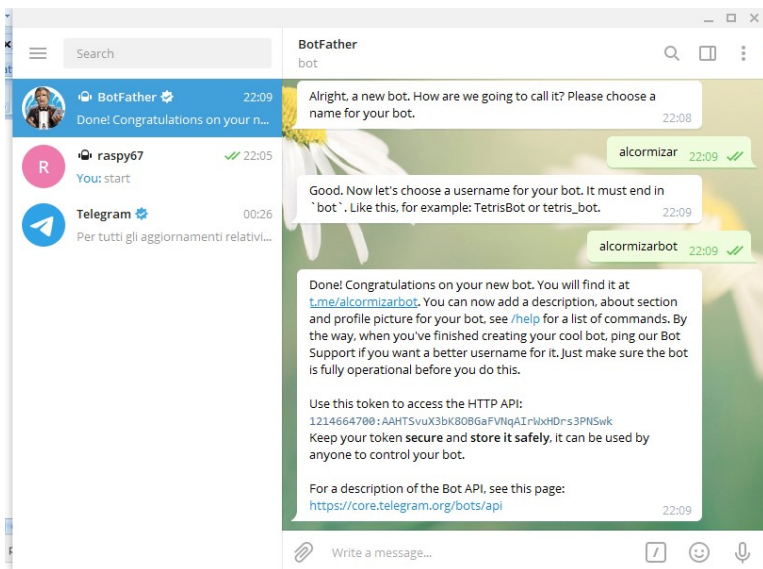 Search
BotFather
22:09
Done! Congratulations on your n...
R
raspy67
22:05
You: start
Telegram
00:26
Per tutti gli aggiornamenti relativi...
BotFather
bot
Alright, a new bot. How are we going to call it? Please choose a
name for your bot.
22:08
alcormizar 22:09
Good. Now let's choose a username for your bot. It must end in
`bot`. Like this, for example: TetrisBot or tetris_bot.
22:09
alcormizarbot 22:09
Done! Congratulations on your new bot. You will find it at
t.me/alcormizarbot. You can now add a description, about section
and profile picture for your bot, see /help for a list of commands. By
the way, when you've finished creating your cool bot, ping our Bot
Support if you want a better username for it. Just make sure the bot
is fully operational before you do this.
Use this token to access the HTTP API:
1214664700:AAHTSvuX3bK8OBGaFVNqAIrWxHDrs3PNSwk
Keep your token secure and store it safely, it can be used by
anyone to control your bot.
For a description of the Bot API, see this page:
https://core.telegram.org/bots/api
22:09
Write a message...